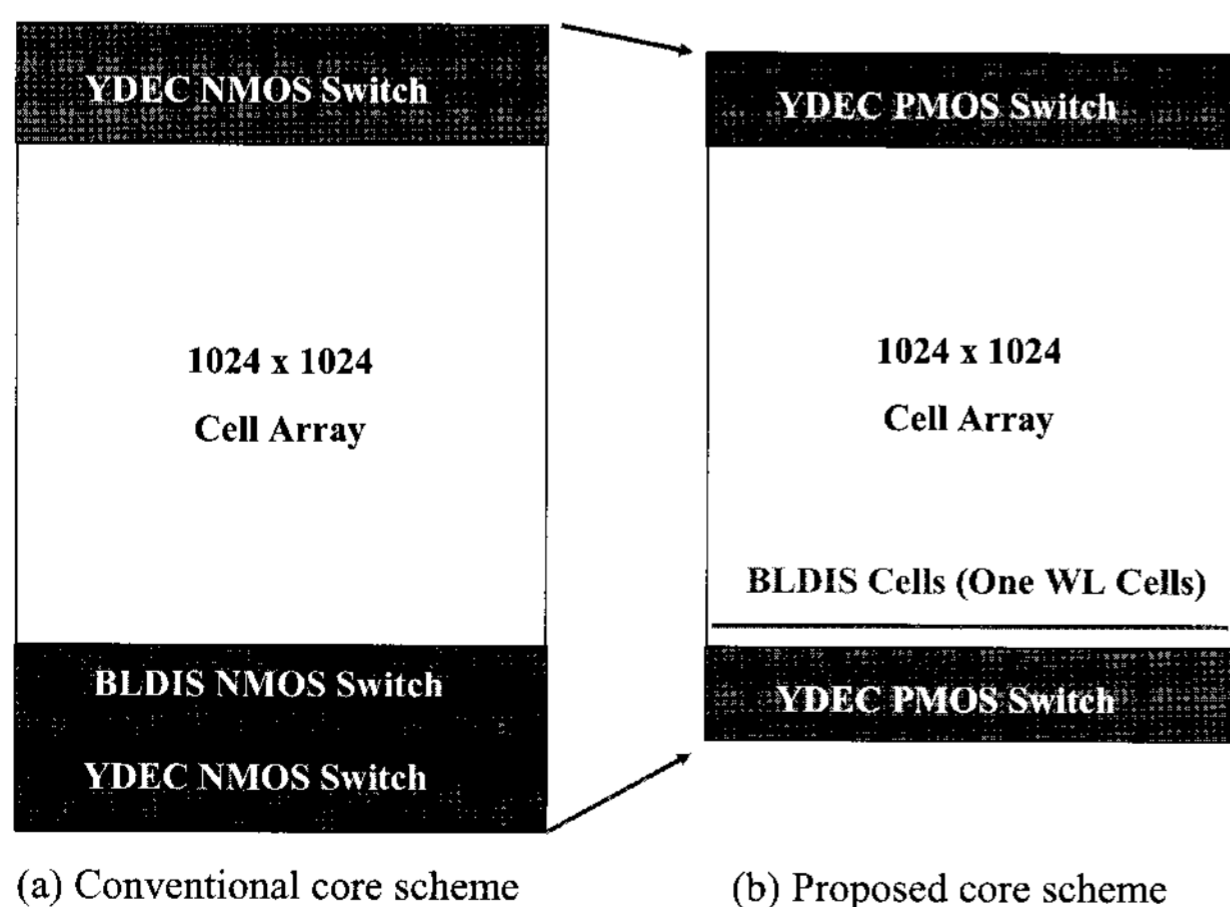 YDEC NMOS Switch
1024 x 1024
Cell Array
BLDIS NMOS Switch
YDEC NMOS Switch
(a) Conventional core scheme
YDEC PMOS Switch
1024 x 1024
Cell Array
BLDIS Cells (One WL Cells)
YDEC PMOS Switch
(b) Proposed core scheme